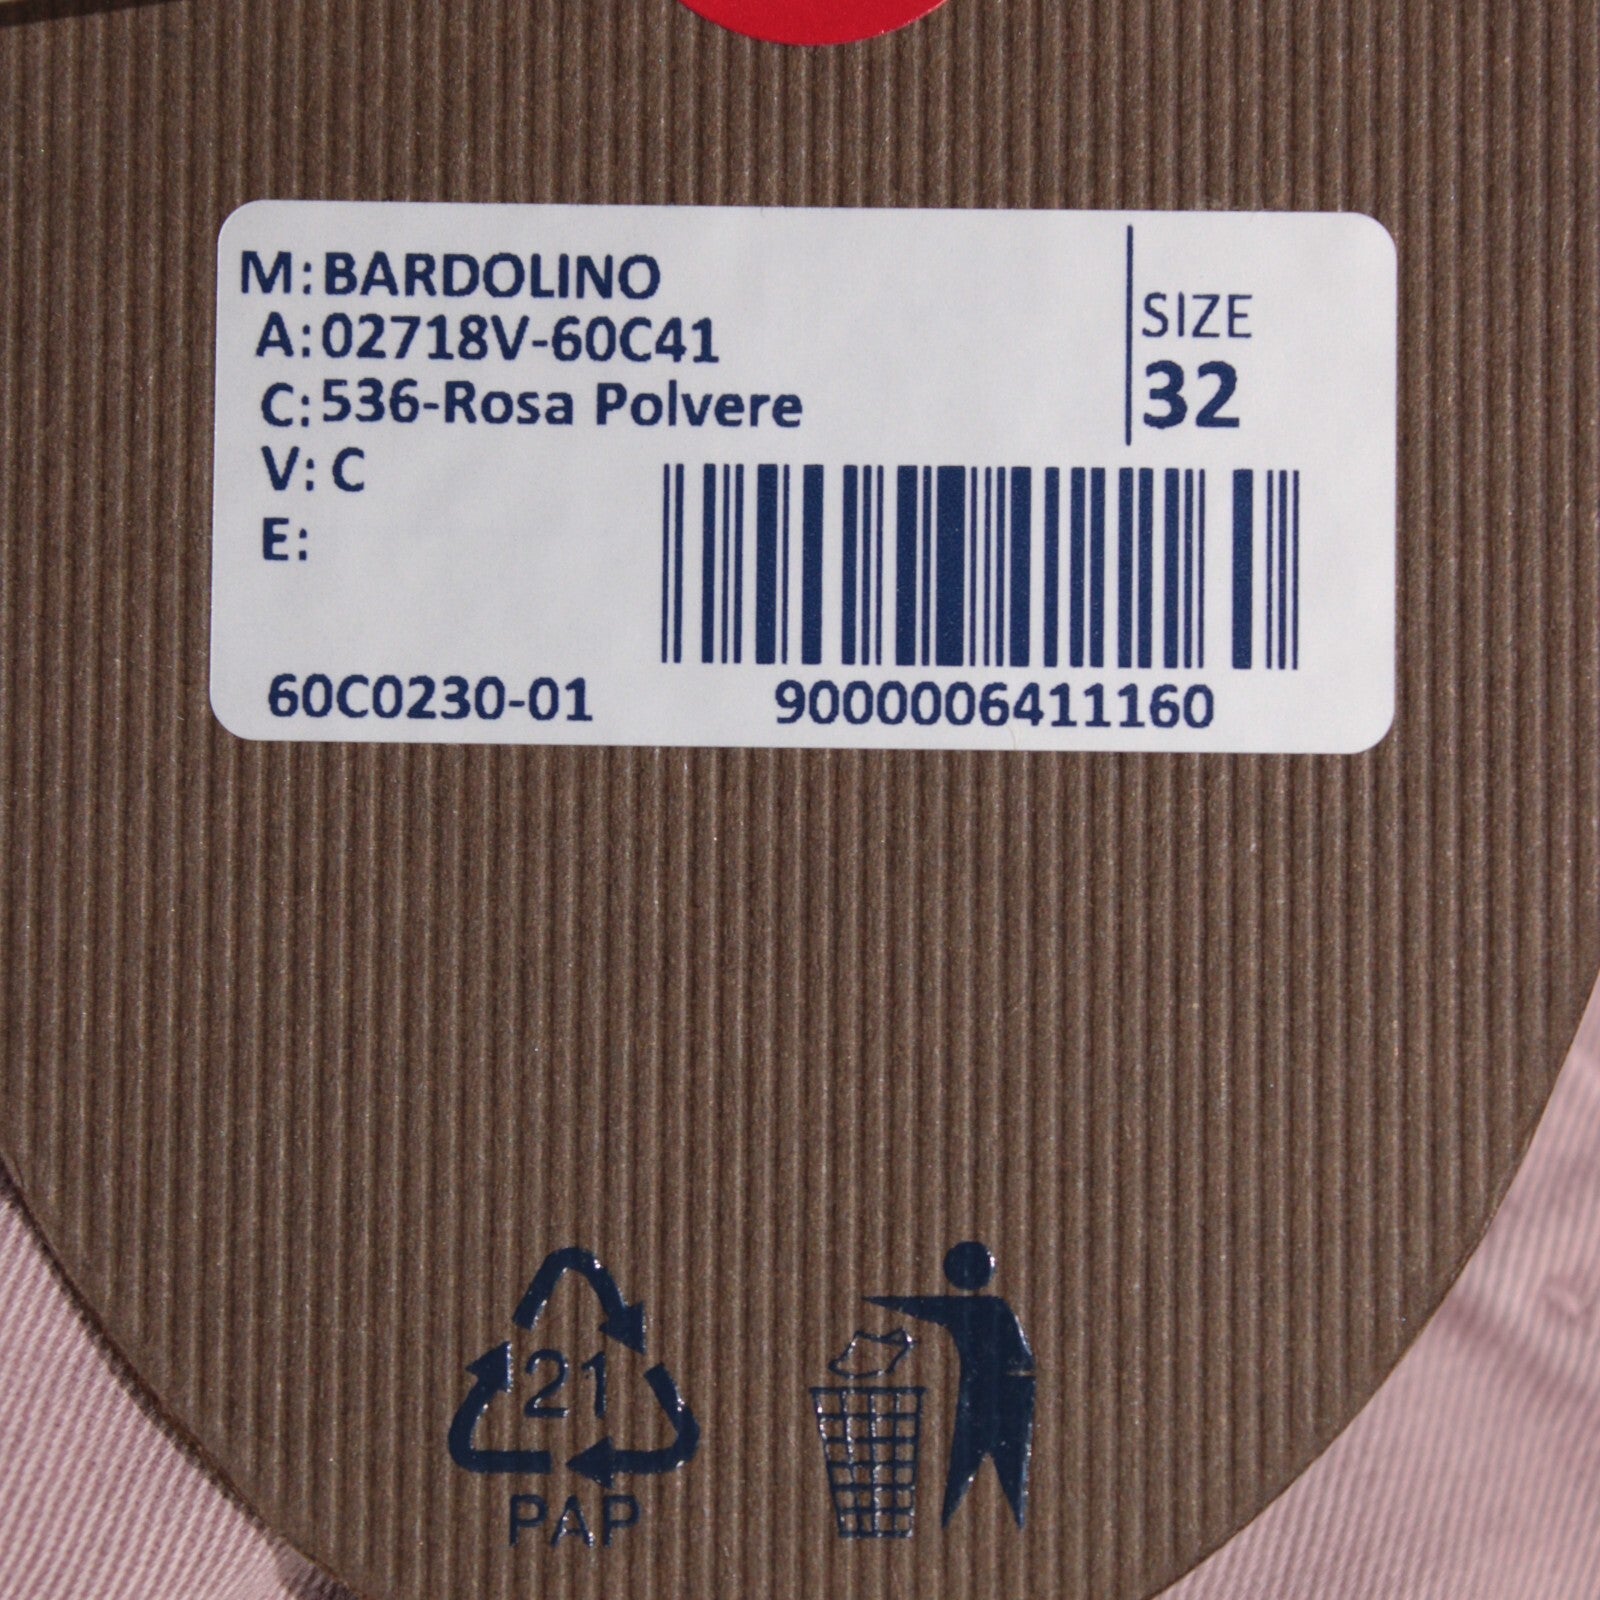 M: BARDOLINO
A: 02718V-60C41
C: 536-Rosa Polvere
V: C
E:
SIZE
32
60C0230-01
9000006411160
21
PAP